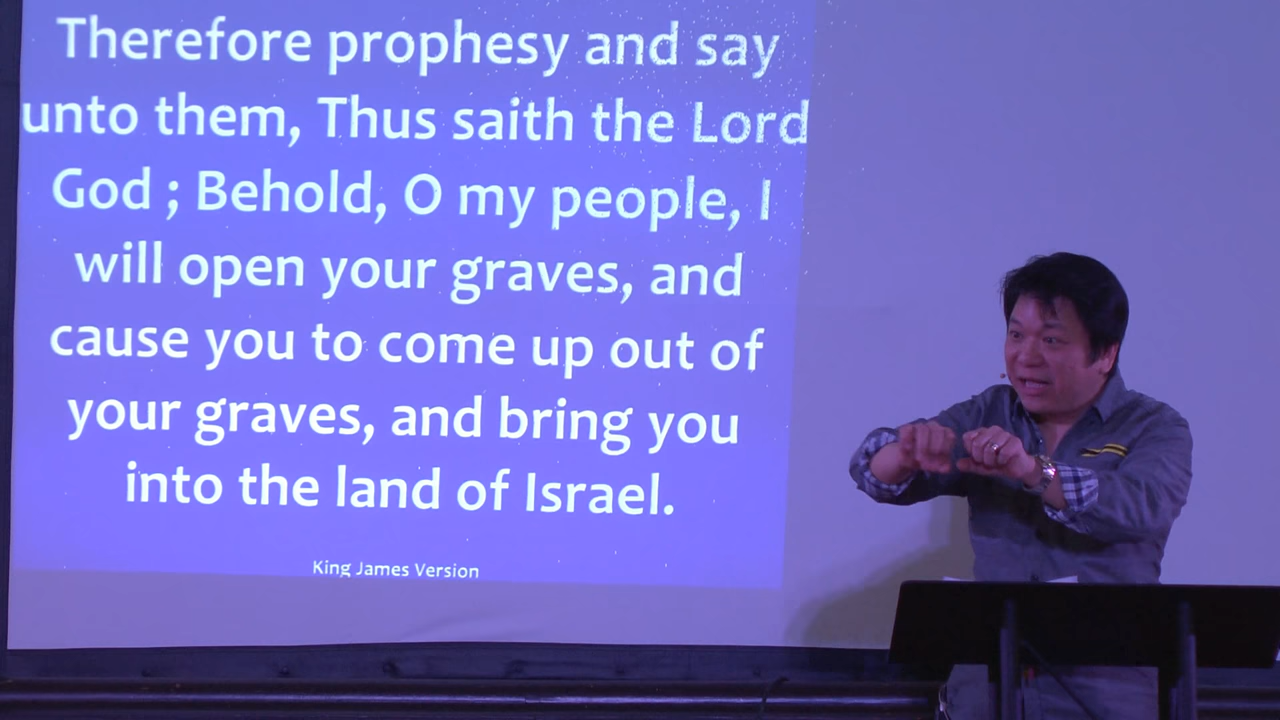 Therefore prophesy and say
unto them, Thus saith the Lord
God ; Behold, O my people, I
will open your graves, and
cause you to come up out of
your graves, and bring you
into the land of Israel.
King James Version